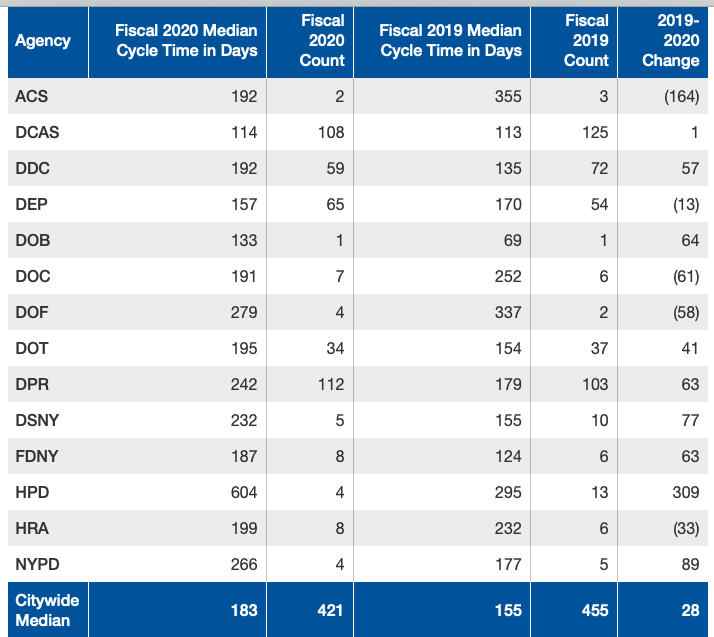 Agency Fiscal 2020 Median Cycle Time in Days Fiscal 2020 Count Fiscal 2019 Median Cycle Time in Days Fiscal 2019 Count 2019-2020 Change
ACS 192 2 355 3 (164)
DCAS 114 108 113 125 1
DDC 192 59 135 72 57
DEP 157 65 170 54 (13)
DOB 133 1 69 1 64
DOC 191 7 252 6 (61)
DOF 279 4 337 2 (58)
DOT 195 34 154 37 41
DPR 242 112 179 103 63
DSNY 232 5 155 10 77
FDNY 187 8 124 6 63
HPD 604 4 295 13 309
HRA 199 8 232 6 (33)
NYPD 266 4 177 5 89
Citywide Median 183 421 155 455 28